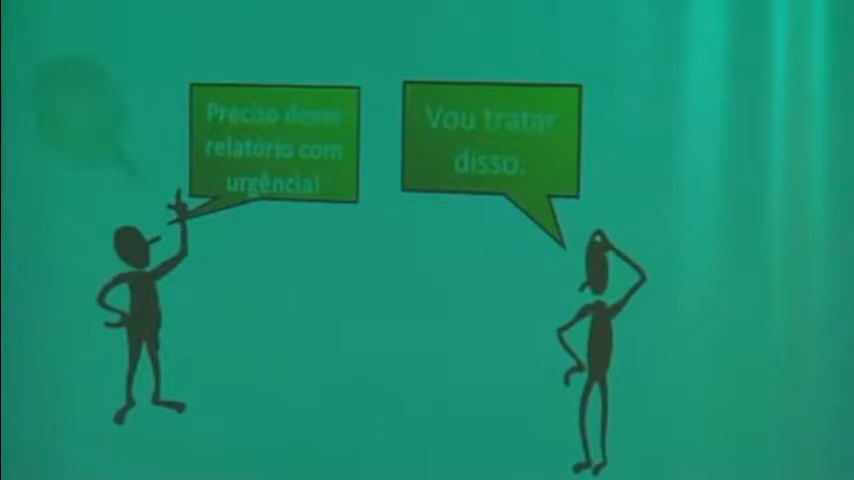 Preciso desse
relatório com
urgência!
Vou tratar
disso.